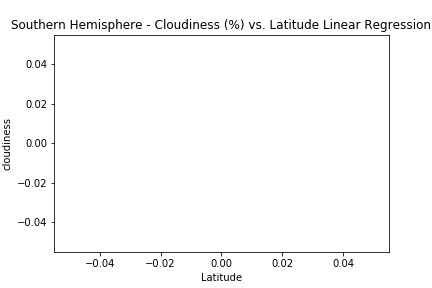 Southern Hemisphere - Cloudiness (%) vs. Latitude Linear Regression
0.04
0.02
0.00
−0.02
−0.04
cloudiness
−0.04 −0.02 0.00 0.02 0.04
Latitude